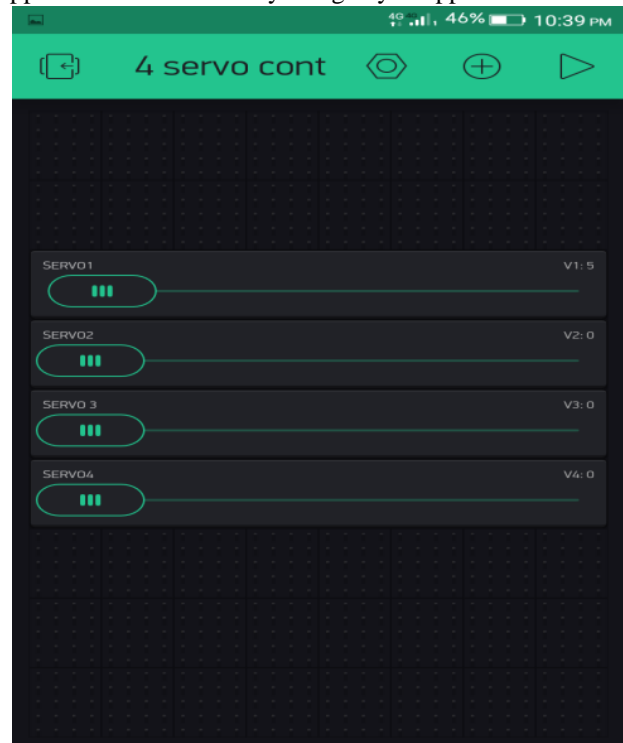 46% 10:39 PM
4 servo cont
SERVO1 V1: 5
SERVO2 V2: 0
SERVO 3 V3: 0
SERVO4 V4: 0